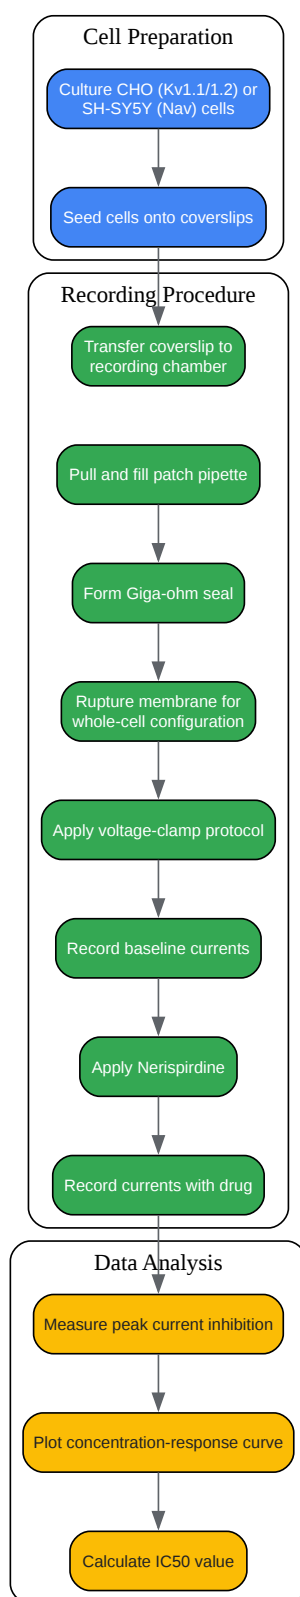 Cell Preparation
Culture CHO (Kv1.1/1.2) or
SH-SY5Y (Nav) cells
Seed cells onto coverslips
Recording Procedure
Transfer coverslip to
recording chamber
Pull and fill patch pipette
Form Giga-ohm seal
Rupture membrane for
whole-cell configuration
Apply voltage-clamp protocol
Record baseline currents
Apply Nerispirdine
Record currents with drug
Data Analysis
Measure peak current inhibition
Plot concentration-response curve
Calculate IC50 value